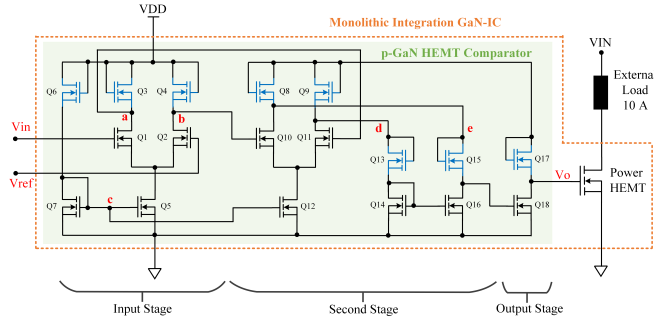 Monolithic Integration GaN-IC
VDD
p-GaN HEMT Comparator
VIN
Externa
Load
10 A
Q6
Q3
Q4
Q8
Q9
a
b
Vin
Q1
Q2
Q10
Q11
d
e
Q13
Q15
Q17
Vref
Vo
Power
HEMT
c
Q7
Q5
Q12
Q14
Q16
Q18
Input Stage
Second Stage
Output Stage